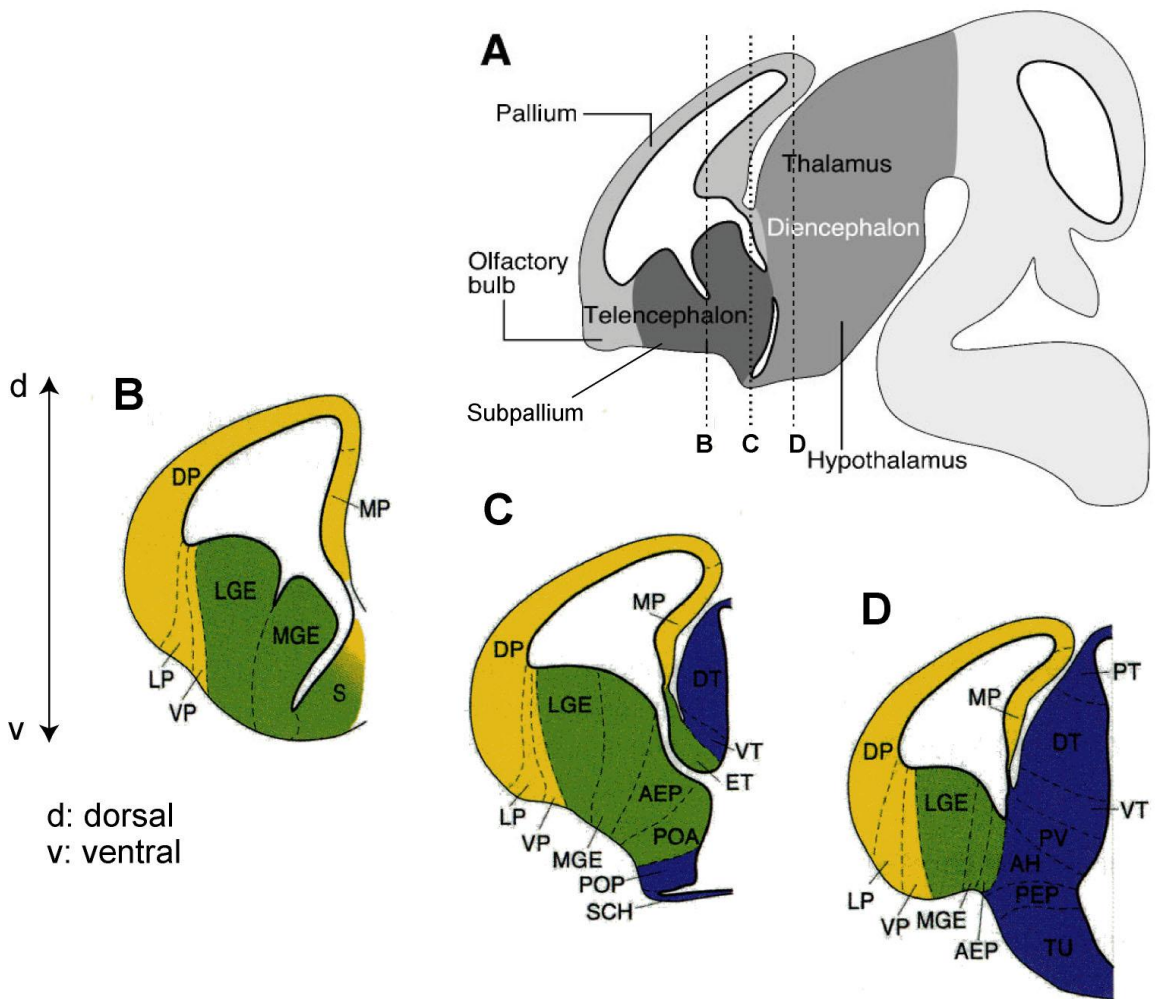 A
Pallium
Thalamus
Diencephalon
Olfactory
bulb
Telencephalon
Subpallium
B
C
D
Hypothalamus
d
v
B
DP
MP
LGE
MGE
S
LP
VP
d: dorsal
v: ventral
C
MP
DP
DT
LGE
VT
ET
AEP
LP
VP
POA
MGE
POP
SCH
D
PT
MP
DT
DP
LGE
VT
PV
AH
PEP
LP
VP
MGE
AEP
TU